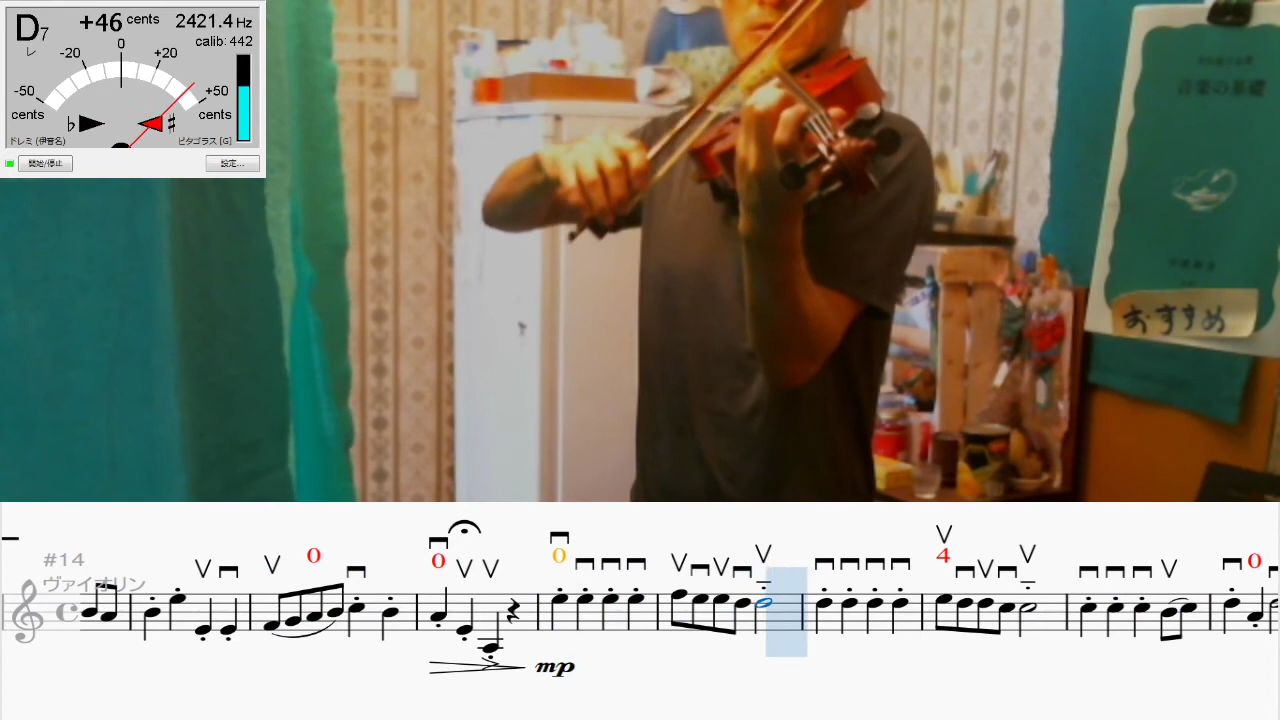 D7 +46 cents 2421.4 Hz
レ
calib: 442
-50 cents
-20
0
+20
+50 cents
♭
♯
ドレミ (伊音名)
ピタゴラス [G]
開始/停止
設定...
音楽の基礎
おすすめ
#14
ヴァイオリン
0
0
0
4
0
mp